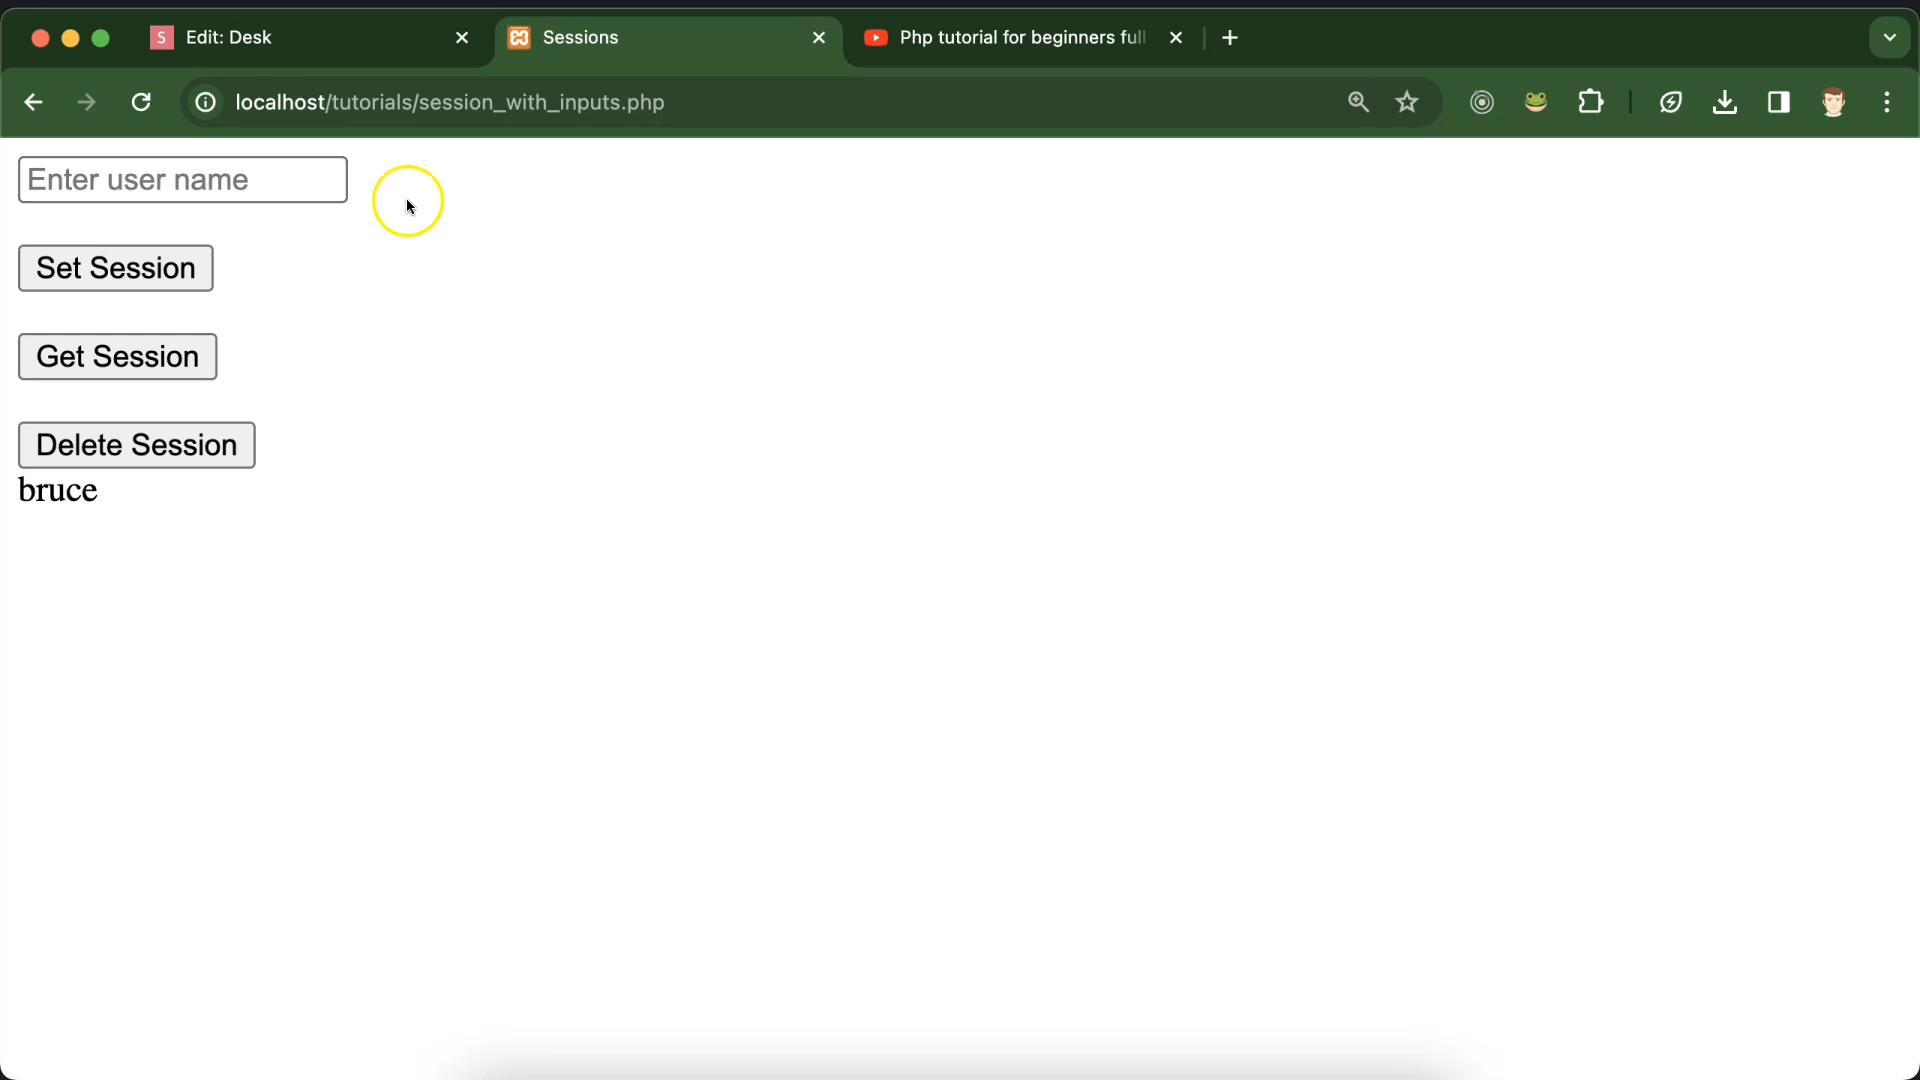 S Edit: Desk
Sessions
Php tutorial for beginners full
localhost/tutorials/session_with_inputs.php
Enter user name
Set Session
Get Session
Delete Session
bruce